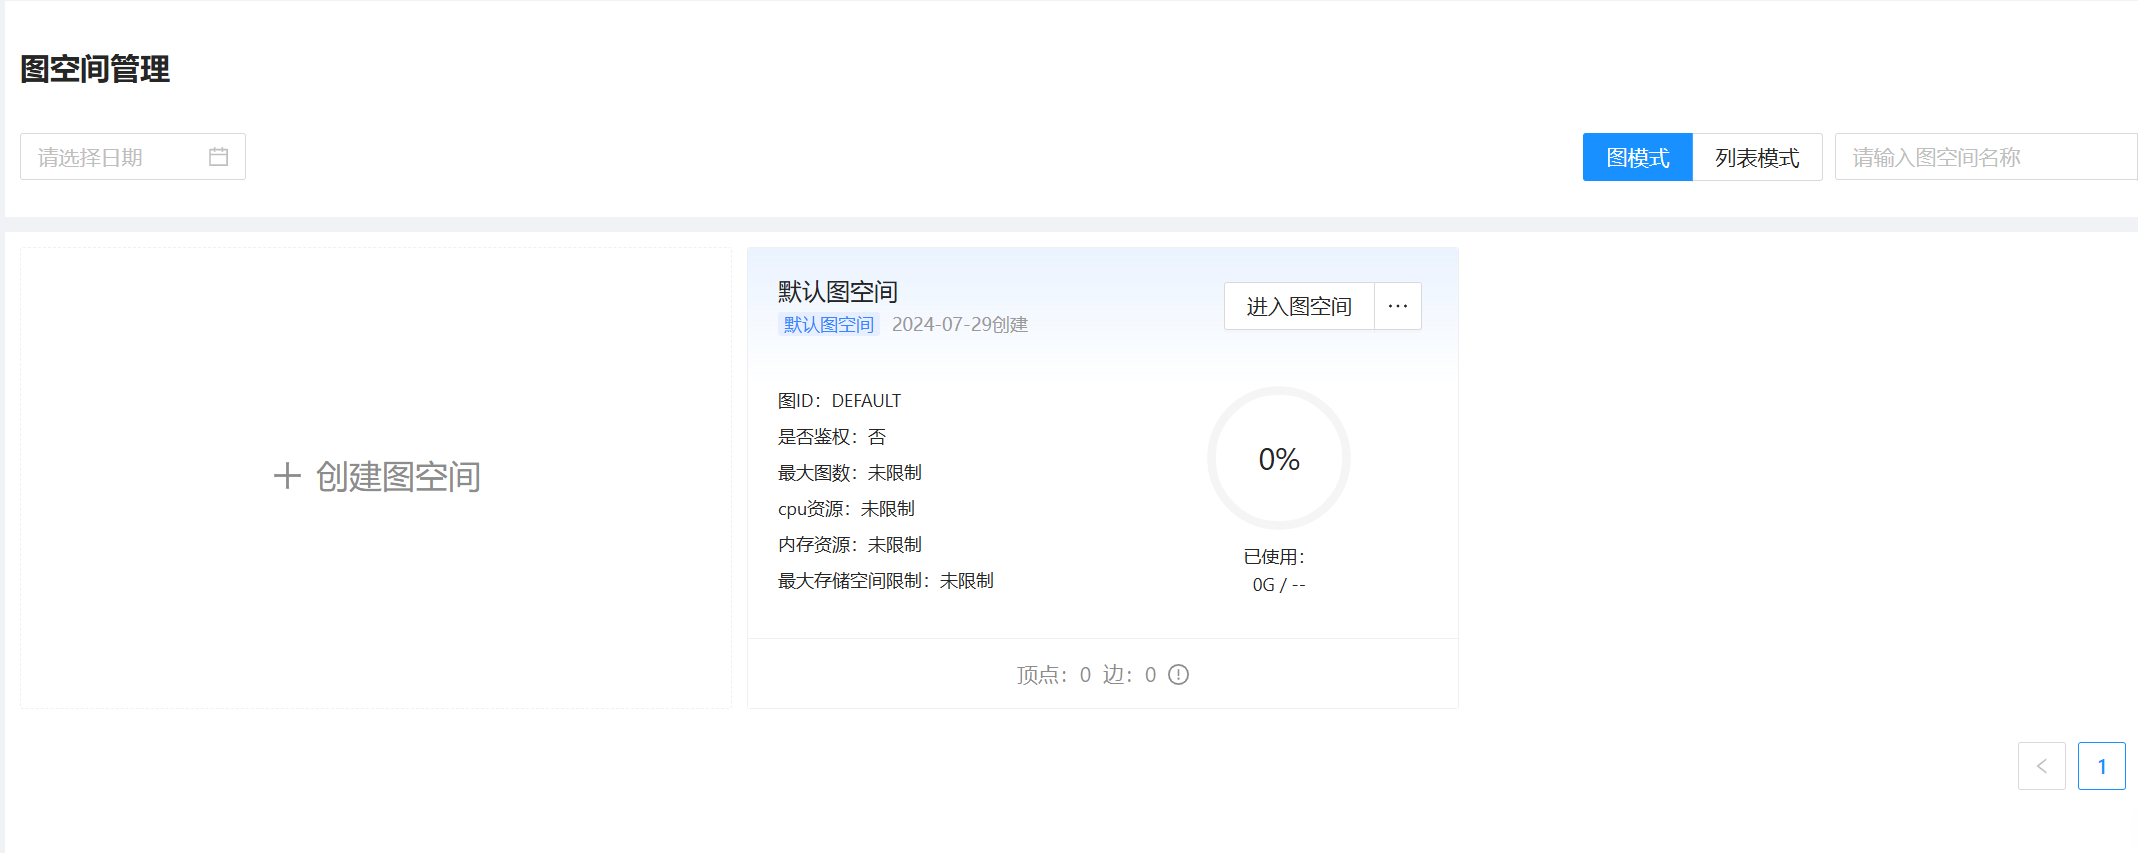 图空间管理
请选择日期
图模式 列表模式 请输入图空间名称
创建图空间
默认图空间
默认图空间 2024-07-29创建
进入图空间 ···
图ID：DEFAULT
是否鉴权：否
最大图数：未限制
cpu资源：未限制
内存资源：未限制
最大存储空间限制：未限制
0%
已使用：
0G / --
顶点：0 边：0
1